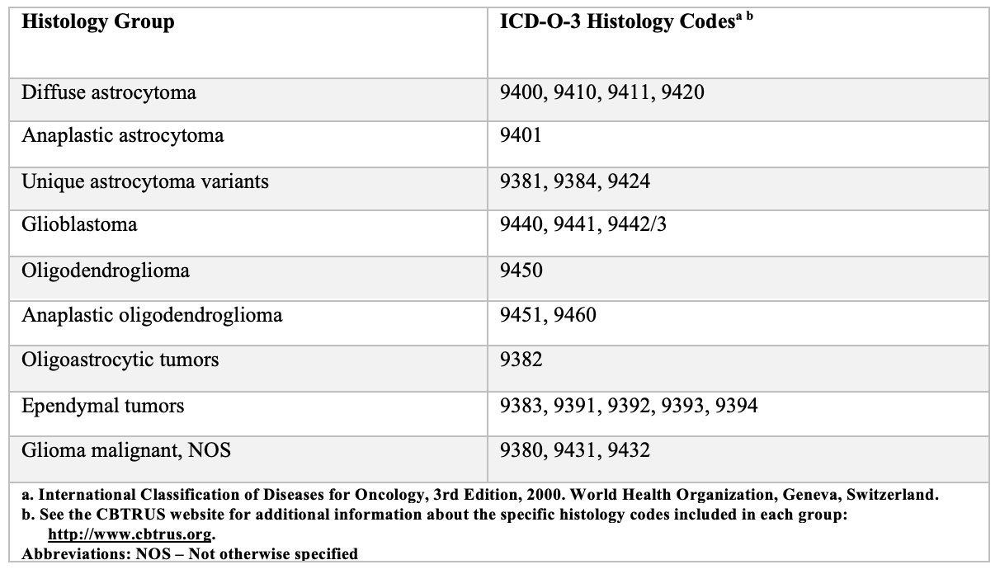 Histology Group ICD-O-3 Histology Codesa b
Diffuse astrocytoma 9400, 9410, 9411, 9420
Anaplastic astrocytoma 9401
Unique astrocytoma variants 9381, 9384, 9424
Glioblastoma 9440, 9441, 9442/3
Oligodendroglioma 9450
Anaplastic oligodendroglioma 9451, 9460
Oligoastrocytic tumors 9382
Ependymal tumors 9383, 9391, 9392, 9393, 9394
Glioma malignant, NOS 9380, 9431, 9432
a. International Classification of Diseases for Oncology, 3rd Edition, 2000. World Health Organization, Geneva, Switzerland.
b. See the CBTRUS website for additional information about the specific histology codes included in each group:
http://www.cbtrus.org.
Abbreviations: NOS – Not otherwise specified